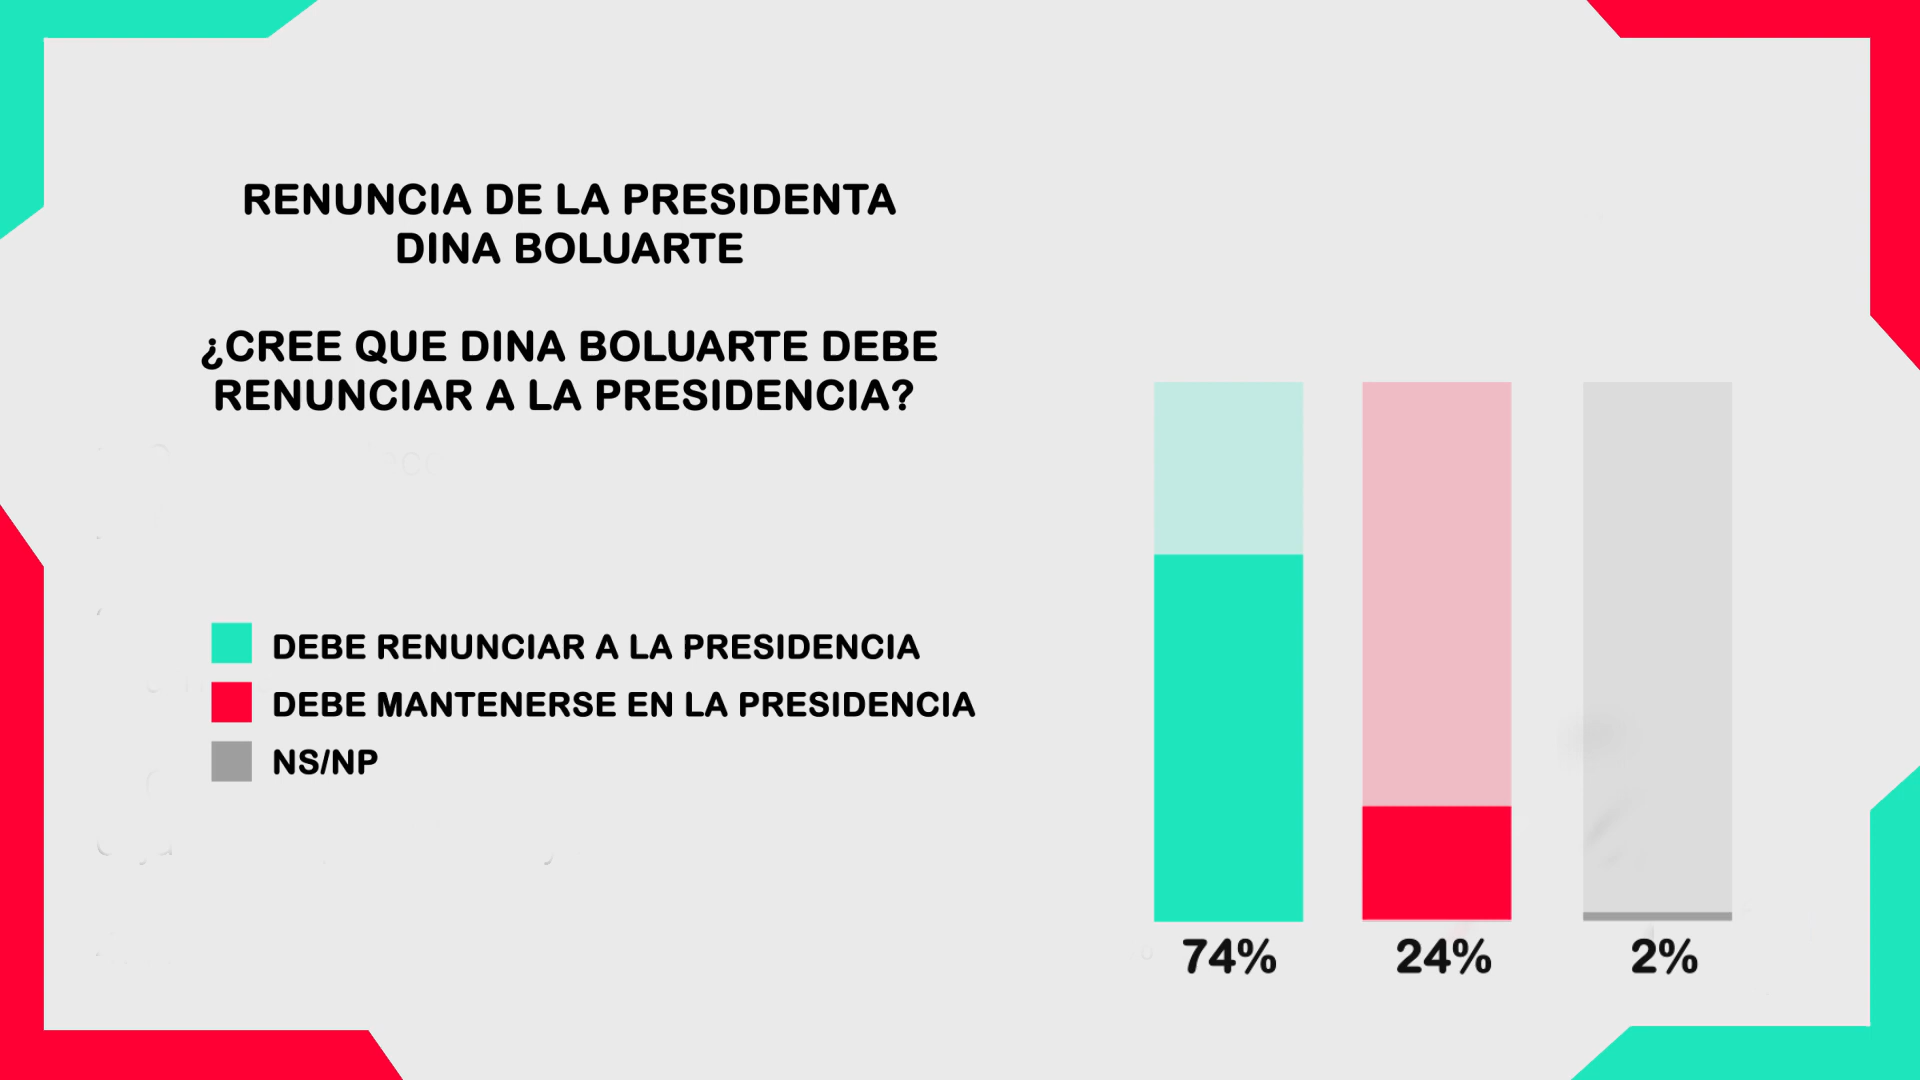 RENUNCIA DE LA PRESIDENTA
DINA BOLUARTE
¿CREE QUE DINA BOLUARTE DEBE
RENUNCIAR A LA PRESIDENCIA?
DEBE RENUNCIAR A LA PRESIDENCIA
DEBE MANTENERSE EN LA PRESIDENCIA
NS/NP
74%
24%
2%